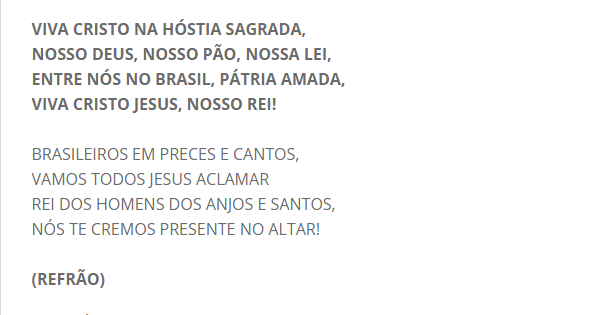 VIVA CRISTO NA HÓSTIA SAGRADA,
NOSSO DEUS, NOSSO PÃO, NOSSA LEI,
ENTRE NÓS NO BRASIL, PÁTRIA AMADA,
VIVA CRISTO JESUS, NOSSO REI!
BRASILEIROS EM PRECES E CANTOS,
VAMOS TODOS JESUS ACLAMAR
REI DOS HOMENS DOS ANJOS E SANTOS,
NÓS TE CREMOS PRESENTE NO ALTAR!
(REFRÃO)